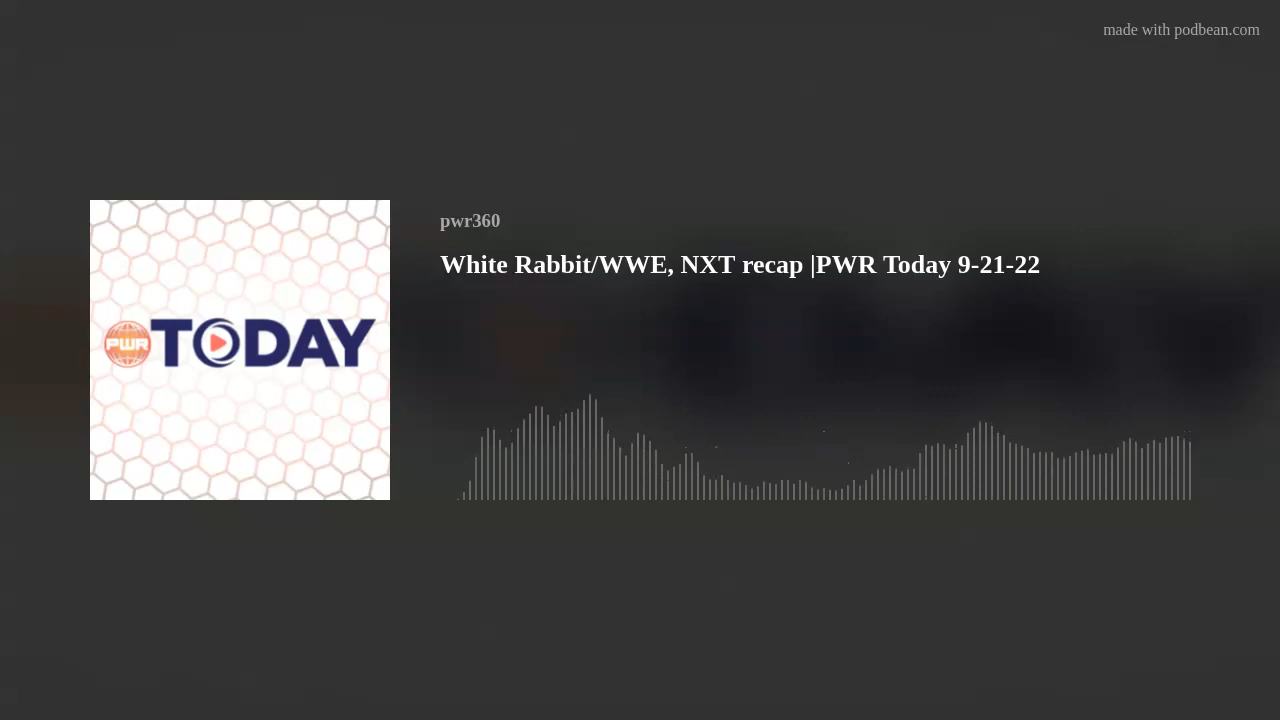 made with podbean.com
pwr360
White Rabbit/WWE, NXT recap |PWR Today 9-21-22
PWR TODAY